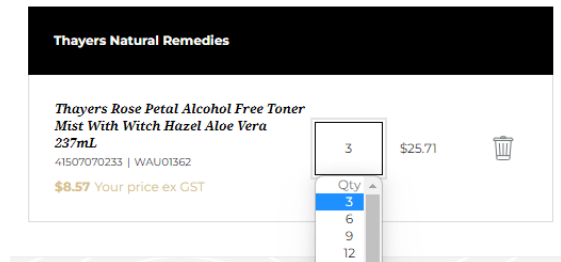 Thayers Natural Remedies
Thayers Rose Petal Alcohol Free Toner
Mist With Witch Hazel Aloe Vera
237mL
41507070233 | WAU01362
$8.57 Your price ex GST
3
$25.71
Qty
3
6
9
12